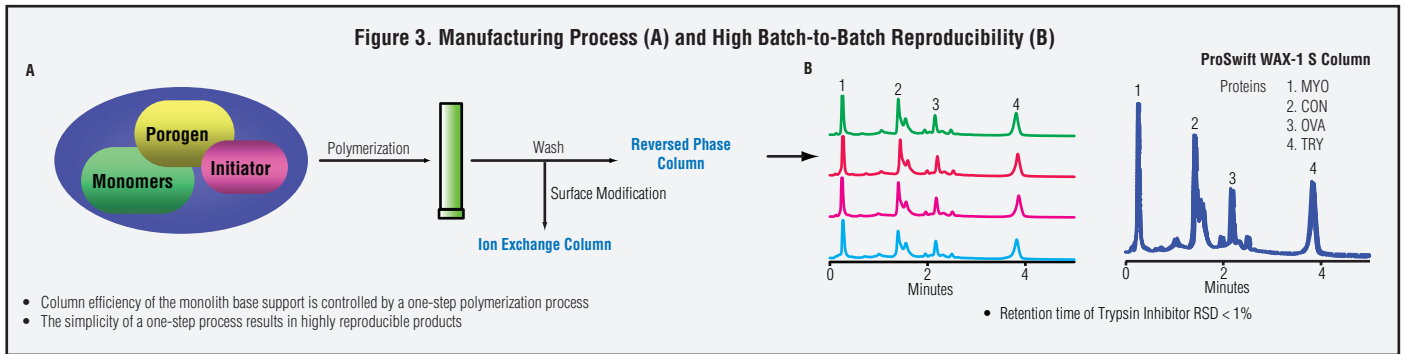 Figure 3. Manufacturing Process (A) and High Batch-to-Batch Reproducibility (B)
A
Porogen
Monomers
Initiator
Polymerization
Wash
Surface Modification
Reversed Phase
Column
Ion Exchange Column
• Column efficiency of the monolith base support is controlled by a one-step polymerization process
• The simplicity of a one-step process results in highly reproducible products
B
1
2
3
4
0
2
4
Minutes
ProSwift WAX-1 S Column
Proteins
1. MYO
2. CON
3. OVA
4. TRY
1
2
3
4
0
2
4
Minutes
• Retention time of Trypsin Inhibitor RSD < 1%